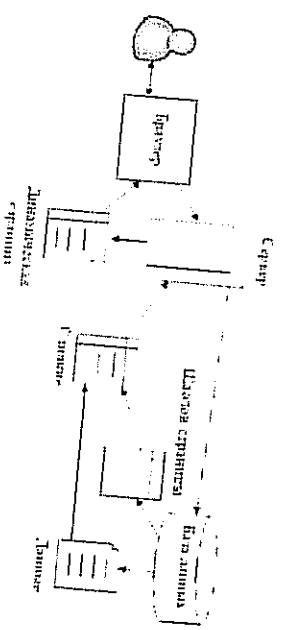 Браузер
Сервер
Динамическая
страница
Шаблон страницы
База данных
Данные